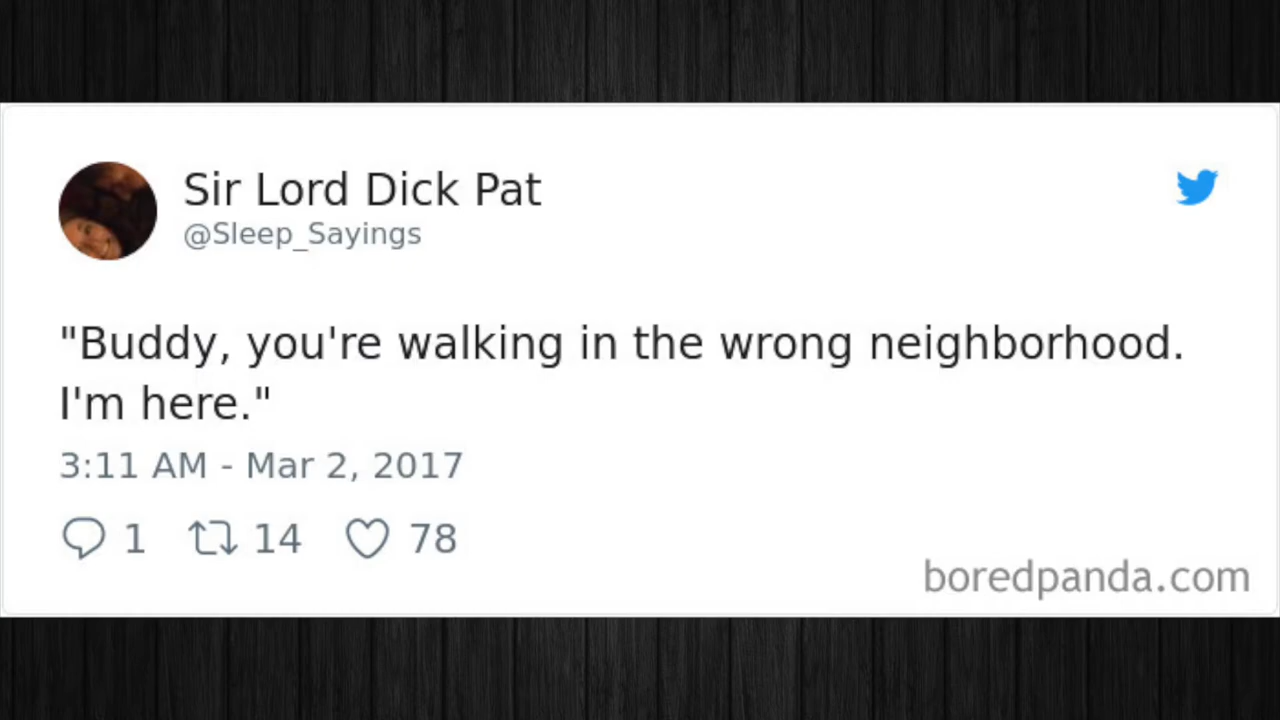 Sir Lord Dick Pat
@Sleep_Sayings
"Buddy, you're walking in the wrong neighborhood.
I'm here."
3:11 AM - Mar 2, 2017
1 14 78
boredpanda.com